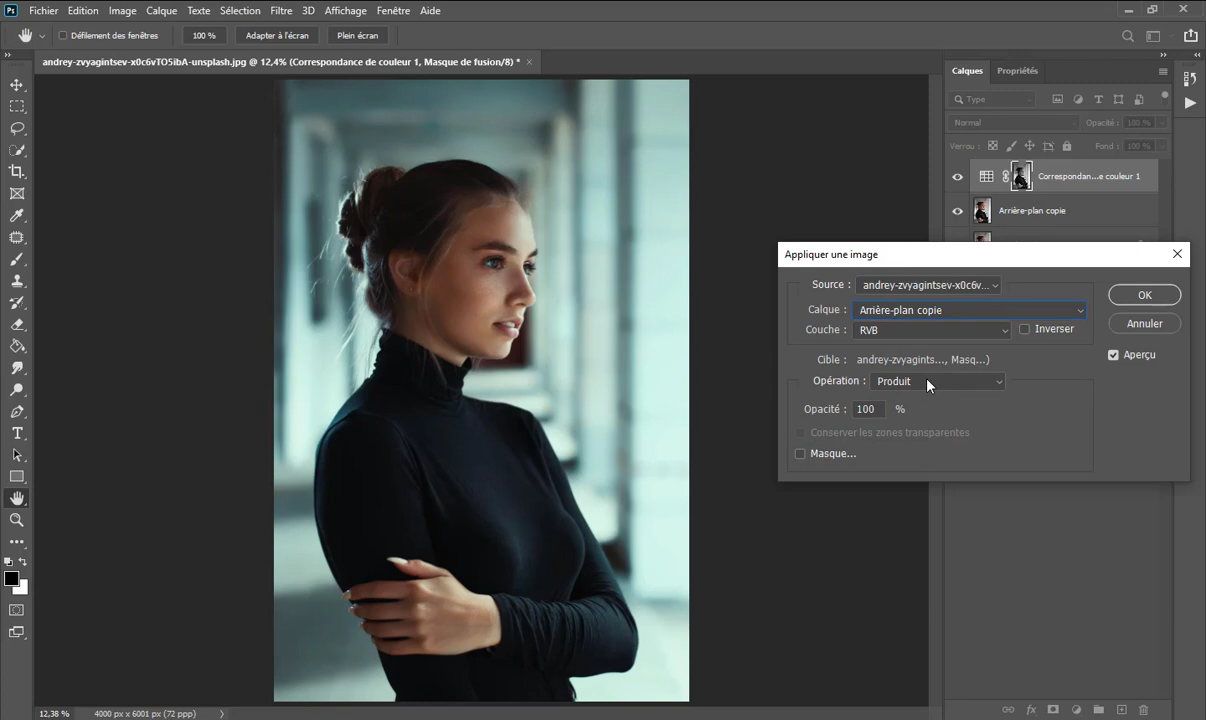 Ps Fichier Edition Image Calque Texte Sélection Filtre 3D Affichage Fenêtre Aide
Défilement des fenêtres 100 % Adapter à l'écran Plein écran
andrey-zvyagintsev-x0c6vTO5ibA-unsplash.jpg @ 12,4% (Correspondance de couleur 1, Masque de fusion/8) *
Calques Propriétés
Type
Normal Opacité : 100 %
Verrou : Fond : 100 %
Correspondan...e couleur 1
Arrière-plan copie
Appliquer une image
Source : andrey-zvyagintsev-x0c6v...
OK
Calque : Arrière-plan copie
Annuler
Couche : RVB Inverser
Aperçu
Cible : andrey-zvyagints..., Masq...)
Opération : Produit
Opacité : 100 %
Conserver les zones transparentes
Masque...
12,38 % 4000 px x 6001 px (72 ppp)